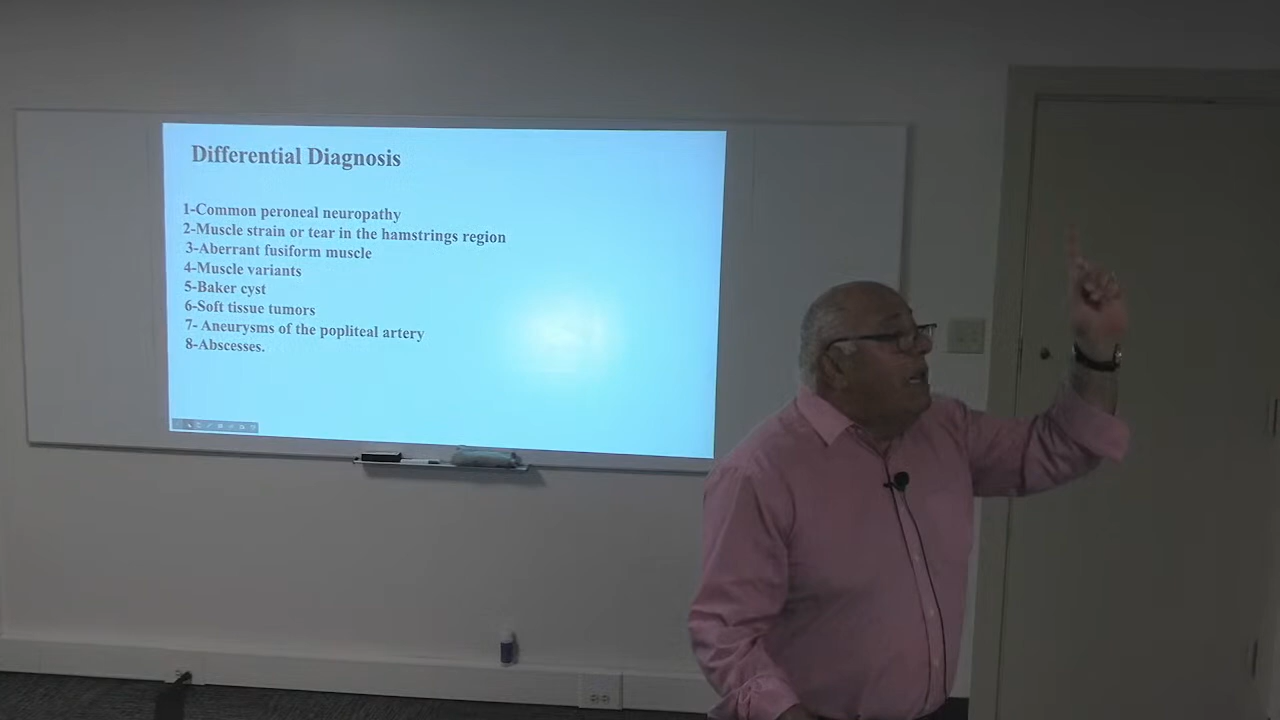 Differential Diagnosis
1-Common peroneal neuropathy
2-Muscle strain or tear in the hamstrings region
3-Aberrant fusiform muscle
4-Muscle variants
5-Baker cyst
6-Soft tissue tumors
7- Aneurysms of the popliteal artery
8-Abscesses.